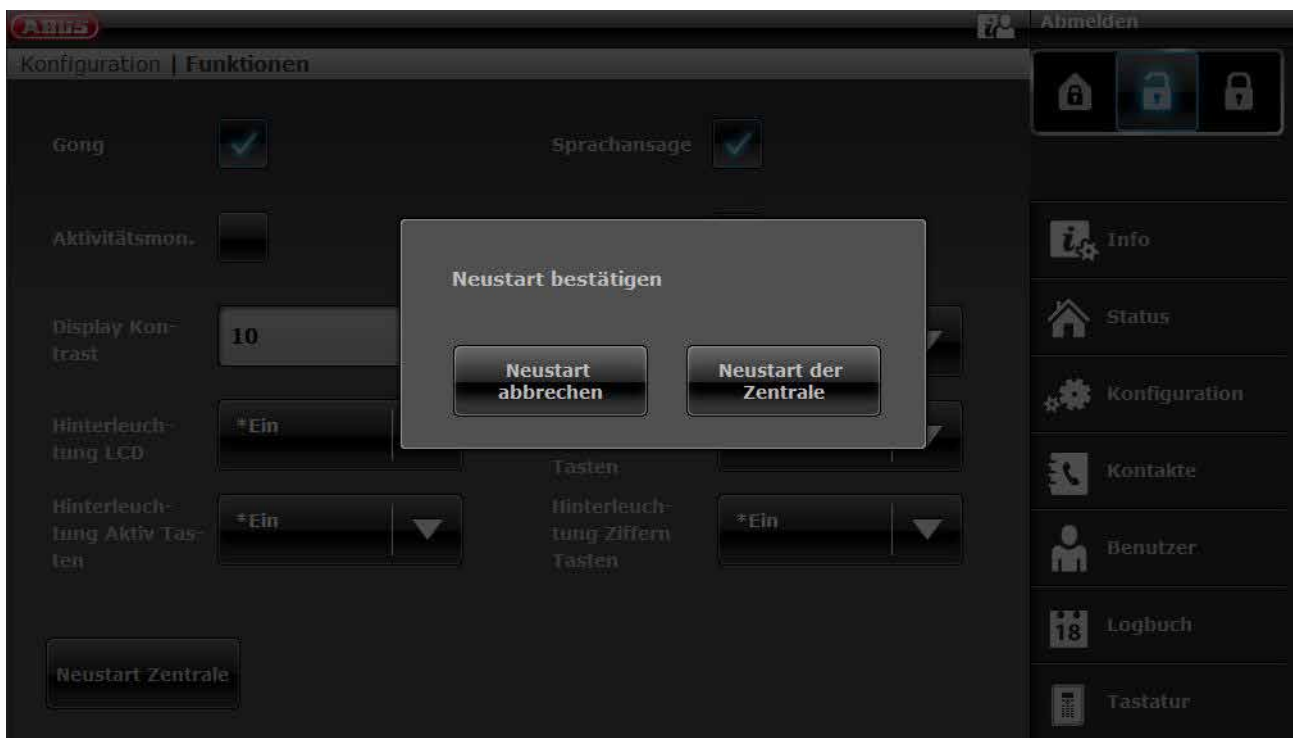 ABUS
Abmelden
Konfiguration | Funktionen
Gong
Sprachansage
Aktivitätsmon.
Neustart bestätigen
Neustart
abbrechen
Neustart der
Zentrale
Display Kon-
trast
10
Hinterleuch-
tung LCD
*Ein
Tasten
Hinterleuch-
tung Aktiv Tas-
ten
*Ein
Hinterleuch-
tung Ziffern
Tasten
*Ein
Neustart Zentrale
Info
Status
Konfiguration
Kontakte
Benutzer
18
Logbuch
Tastatur